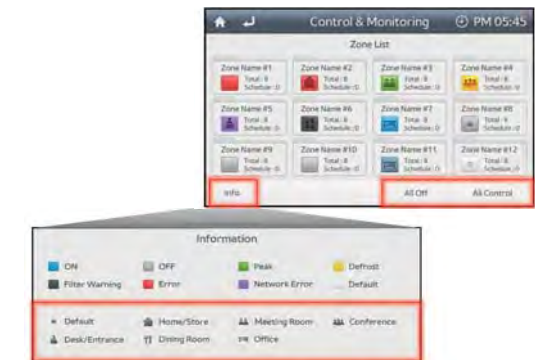 Control & Monitoring PM 05:45
Zone List
Zone Name #1 Zone Name #2 Zone Name #3 Zone Name #4
Total : 8 Total : 8 Total : 8 Total : 8
Schedule : 0 Schedule : 0 Schedule : 0 Schedule : 0
Zone Name #5 Zone Name #6 Zone Name #7 Zone Name #8
Total : 8 Total : 8 Total : 8 Total : 8
Schedule : 0 Schedule : 0 Schedule : 0 Schedule : 0
Zone Name #9 Zone Name #10 Zone Name #11 Zone Name #12
Total : 8 Total : 8 Total : 8 Total : 8
Schedule : 0 Schedule : 0 Schedule : 0 Schedule : 0
Info. All Off All Control
Information
ON OFF Peak Defrost
Filter Warning Error Network Error Default
Default Home/Store Meeting Room Conference
Desk/Entrance Dining Room Office